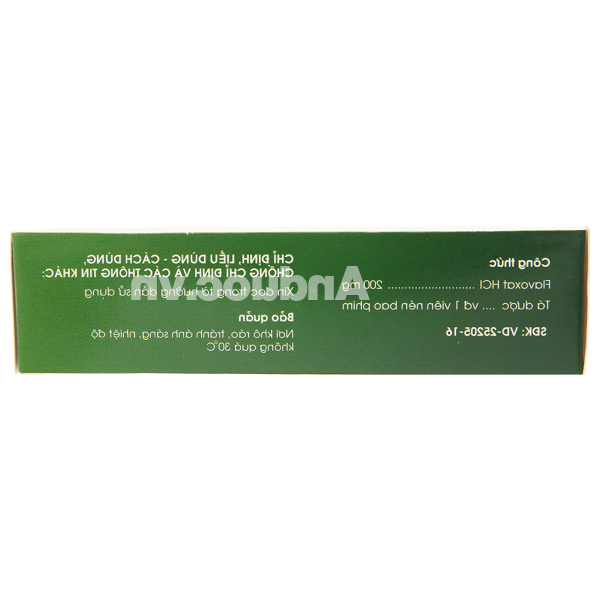 Công thức
Flavoxat HCl ........................ 200 mg
Tá dược .... vđ 1 viên nén bao phim
SĐK: VD-25205-16
CHỈ ĐỊNH, LIỀU DÙNG - CÁCH DÙNG,
CHỐNG CHỈ ĐỊNH VÀ CÁC THÔNG TIN KHÁC:
Xin đọc trong tờ hướng dẫn sử dụng
Bảo quản
Nơi khô ráo, tránh ánh sáng, nhiệt độ
không quá 30°C